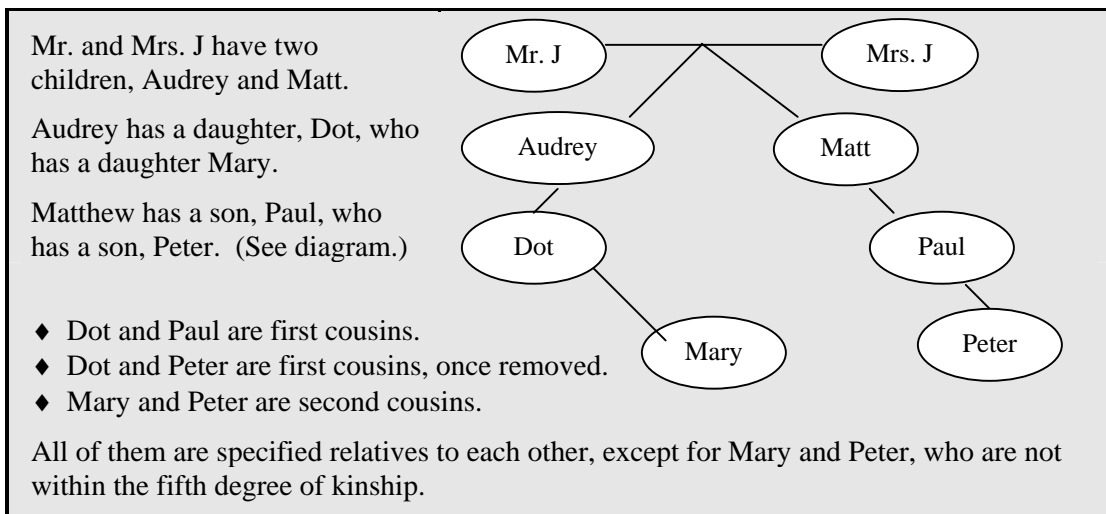 Mr. and Mrs. J have two
children, Audrey and Matt.
Audrey has a daughter, Dot, who
has a daughter Mary.
Matthew has a son, Paul, who
has a son, Peter.  (See diagram.)
♦ Dot and Paul are first cousins.
♦ Dot and Peter are first cousins, once removed.
♦ Mary and Peter are second cousins.
All of them are specified relatives to each other, except for Mary and Peter, who are not
within the fifth degree of kinship.
Mr. J
Mrs. J
Audrey
Matt
Dot
Paul
Mary
Peter